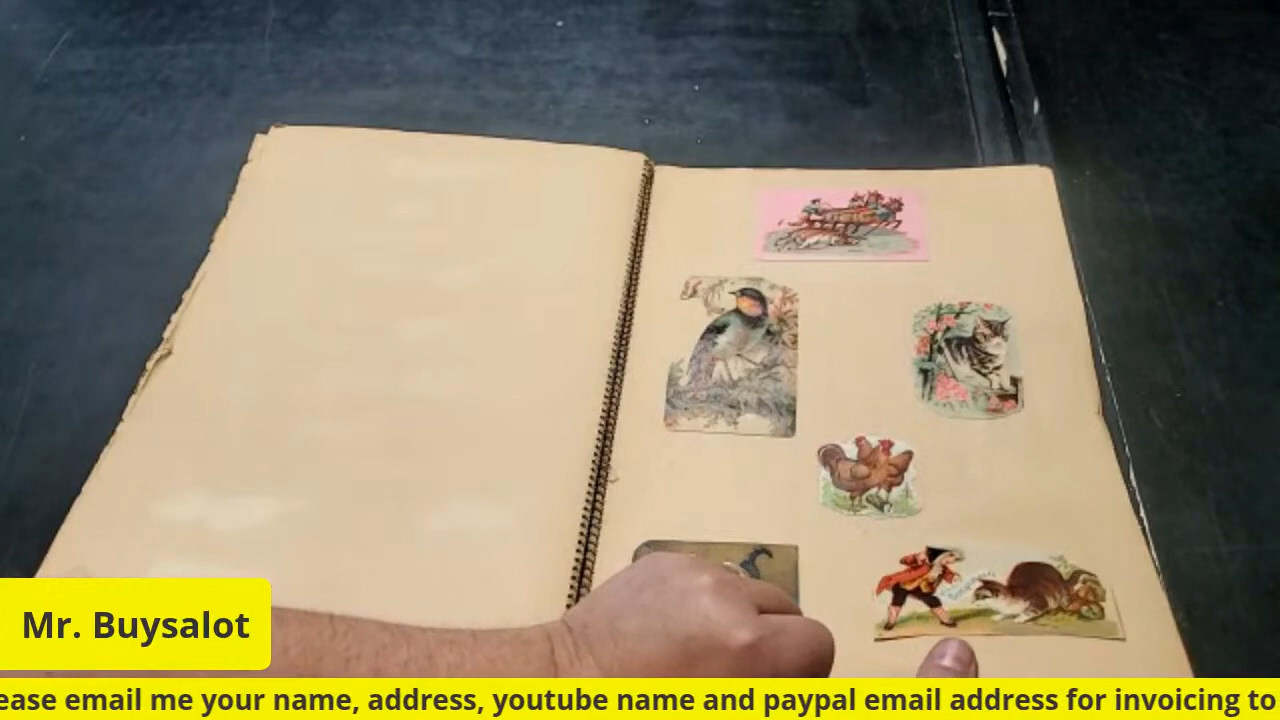 Mr. Buysalot
ease email me your name, address, youtube name and paypal email address for invoicing to